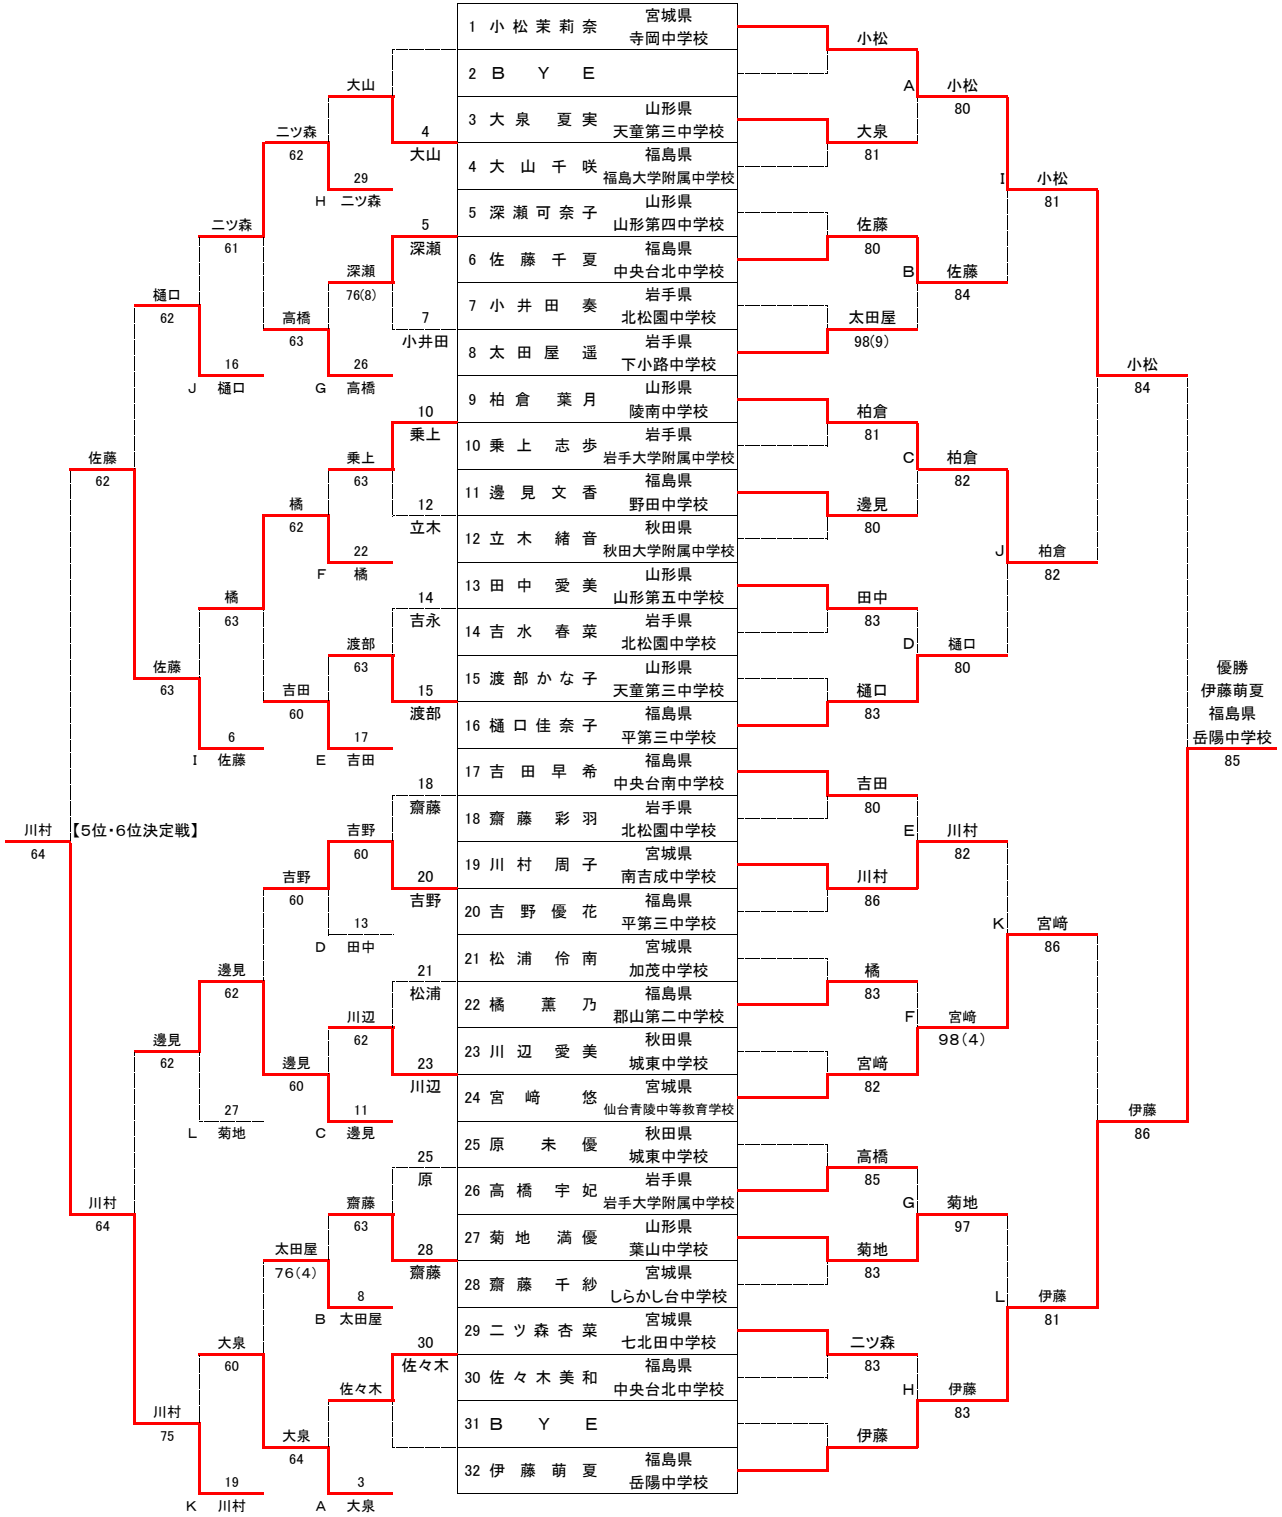 1 小松茉莉奈 宮城県 寺岡中学校
2 B Y E
3 大泉 夏実 山形県 天童第三中学校
4 大山千咲 福島県 福島大学附属中学校
5 深瀬可奈子 山形県 山形第四中学校
6 佐藤千夏 福島県 中央台北中学校
7 小井田 奏 岩手県 北松園中学校
8 太田屋 遥 岩手県 下小路中学校
9 柏倉 葉月 山形県 陵南中学校
10 乗上 志歩 岩手県 岩手大学附属中学校
11 邊見文香 福島県 野田中学校
12 立木 緒音 秋田県 秋田大学附属中学校
13 田中 愛美 山形県 山形第五中学校
14 吉水 春菜 岩手県 北松園中学校
15 渡部かな子 山形県 天童第三中学校
16 樋口佳奈子 福島県 平第三中学校
17 吉田早希 福島県 中央台南中学校
18 齋藤 彩羽 岩手県 北松園中学校
19 川村 周子 宮城県 南吉成中学校
20 吉野優花 福島県 平第三中学校
21 松浦 伶南 宮城県 加茂中学校
22 橘 薫乃 福島県 郡山第二中学校
23 川辺 愛美 秋田県 城東中学校
24 宮﨑 悠 宮城県 仙台青陵中等教育学校
25 原 未優 秋田県 城東中学校
26 高橋 宇妃 岩手県 岩手大学附属中学校
27 菊地 満優 山形県 葉山中学校
28 齋藤 千紗 宮城県 しらかし台中学校
29 二ツ森杏菜 宮城県 七北田中学校
30 佐々木美和 福島県 中央台北中学校
31 B Y E
32 伊藤萌夏 福島県 岳陽中学校
小松
大泉
81
佐藤
80
太田屋
98(9)
柏倉
81
邊見
80
田中
83
樋口
83
吉田
80
川村
86
橘
83
宮﨑
82
高橋
85
菊地
83
二ツ森
83
伊藤
A 小松
80
B 佐藤
84
C 柏倉
82
D 樋口
80
E 川村
82
F 宮﨑
98(4)
G 菊地
97
H 伊藤
83
I 小松
81
J 柏倉
82
K 宮﨑
86
L 伊藤
81
小松
84
伊藤
86
優勝
伊藤萌夏
福島県
岳陽中学校
85
4
大山
5
深瀬
7
小井田
10
乗上
12
立木
14
吉永
15
渡部
18
齋藤
20
吉野
21
松浦
23
川辺
25
原
28
齋藤
30
佐々木
大山
29
H 二ツ森
深瀬
76(8)
26
G 高橋
乗上
63
22
F 橘
渡部
63
17
E 吉田
吉野
60
13
D 田中
川辺
62
11
C 邊見
齋藤
63
8
B 太田屋
佐々木
3
A 大泉
二ツ森
62
高橋
63
橘
62
吉田
60
吉野
60
邊見
60
太田屋
76(4)
大泉
64
二ツ森
61
16
J 樋口
橘
63
6
I 佐藤
邊見
62
27
L 菊地
大泉
60
19
K 川村
樋口
62
佐藤
63
邊見
62
川村
75
佐藤
62
川村
64
川村
64
【5位・6位決定戦】